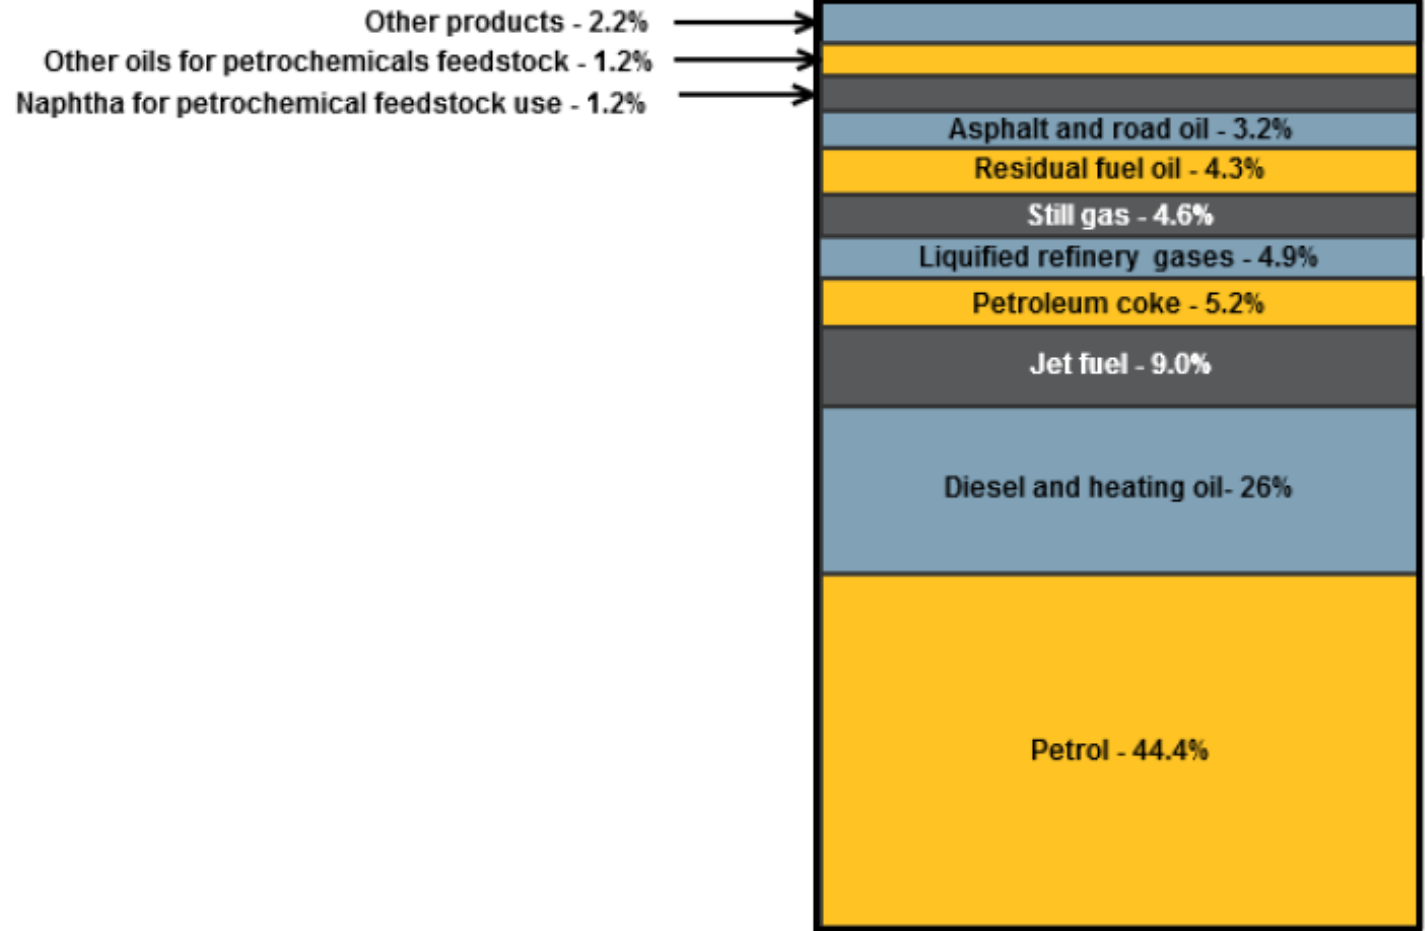 Other products - 2.2%
Other oils for petrochemicals feedstock - 1.2%
Naphtha for petrochemical feedstock use - 1.2%
Asphalt and road oil - 3.2%
Residual fuel oil - 4.3%
Still gas - 4.6%
Liquified refinery  gases - 4.9%
Petroleum coke - 5.2%
Jet fuel - 9.0%
Diesel and heating oil- 26%
Petrol - 44.4%